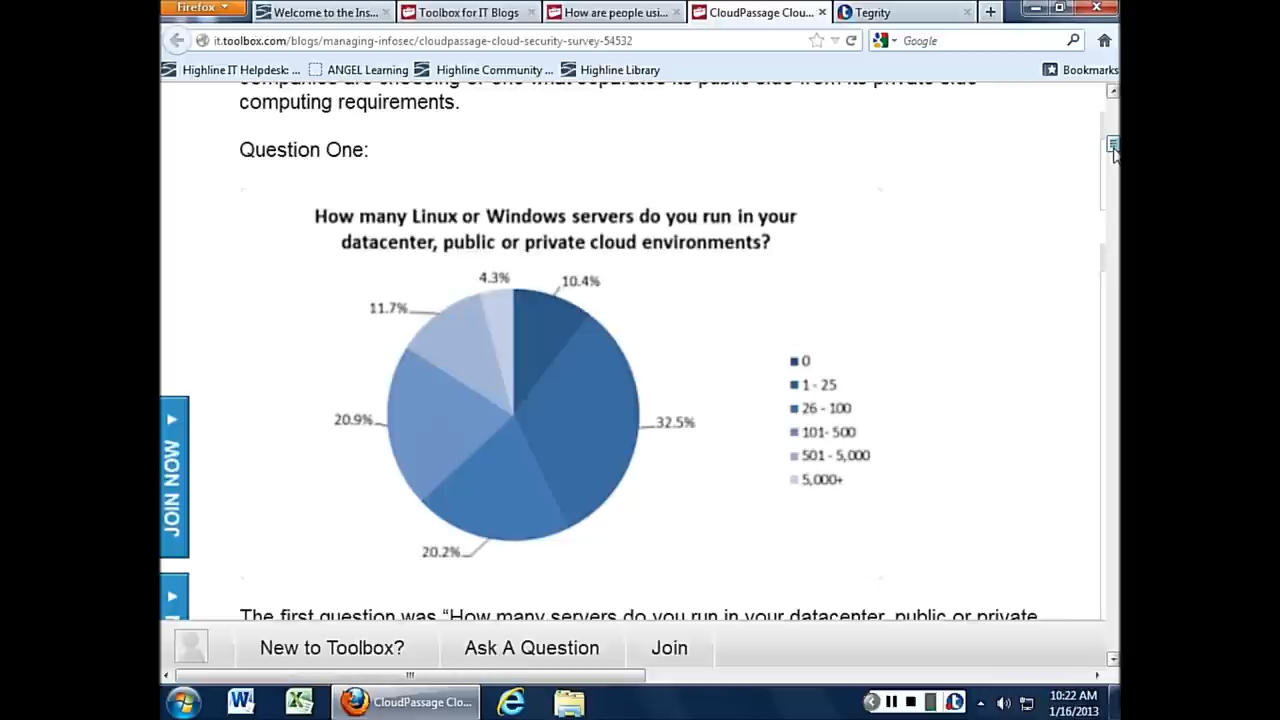 Firefox
Welcome to the Ins...
Toolbox for IT Blogs
How are people usi...
CloudPassage Clou...
Tegrity
it.toolbox.com/blogs/managing-infosec/cloudpassage-cloud-security-survey-54532
Google
Highline IT Helpdesk: ...
ANGEL Learning
Highline Community ...
Highline Library
Bookmarks
computing requirements.
Question One:
How many Linux or Windows servers do you run in your
datacenter, public or private cloud environments?
4.3%
10.4%
11.7%
32.5%
20.9%
20.2%
0
1 - 25
26 - 100
101- 500
501 - 5,000
5,000+
JOIN NOW
The first question was “How many servers do you run in your datacenter, public or private
New to Toolbox?
Ask A Question
Join
CloudPassage Clo...
10:22 AM
1/16/2013